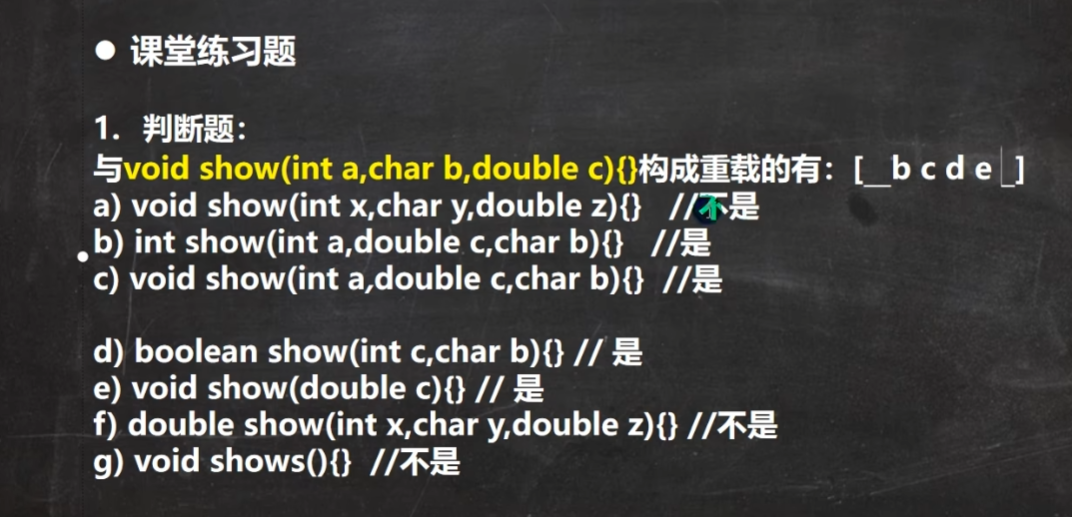 ● 课堂练习题
1. 判断题：
与void show(int a,char b,double c){}构成重载的有：[__b c d e _]
a) void show(int x,char y,double z){} //不是
b) int show(int a,double c,char b){} //是
c) void show(int a,double c,char b){} //是
d) boolean show(int c,char b){} // 是
e) void show(double c){} // 是
f) double show(int x,char y,double z){} //不是
g) void shows(){} //不是